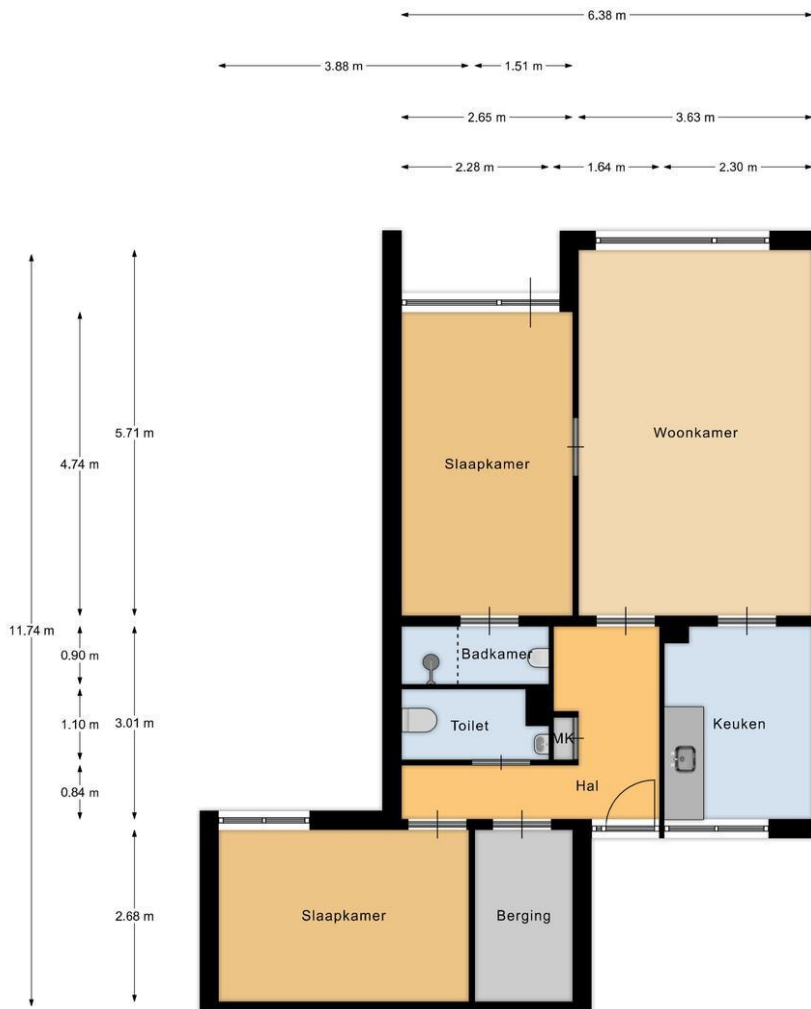 6.38 m
3.88 m
1.51 m
2.65 m
3.63 m
2.28 m
1.64 m
2.30 m
11.74 m
5.71 m
4.74 m
0.90 m
3.01 m
1.10 m
0.84 m
2.68 m
Woonkamer
Slaapkamer
Badkamer
Toilet
MK
Keuken
Hal
Slaapkamer
Berging